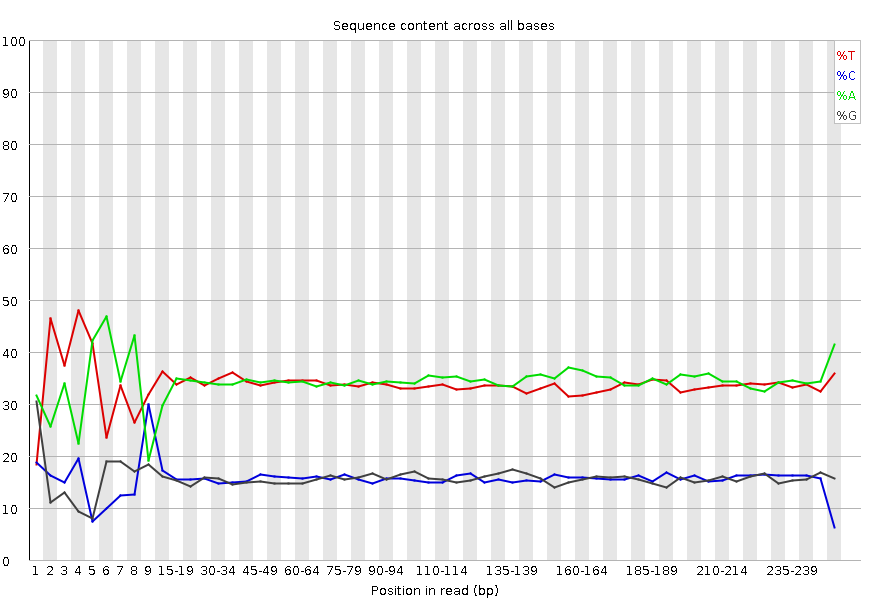 Sequence content across all bases
100
90
80
70
60
50
40
30
20
10
0
%T
%C
%A
%G
1 2 3 4 5 6 7 8 9 15-19 30-34 45-49 60-64 75-79 90-94 110-114 135-139 160-164 185-189 210-214 235-239
Position in read (bp)